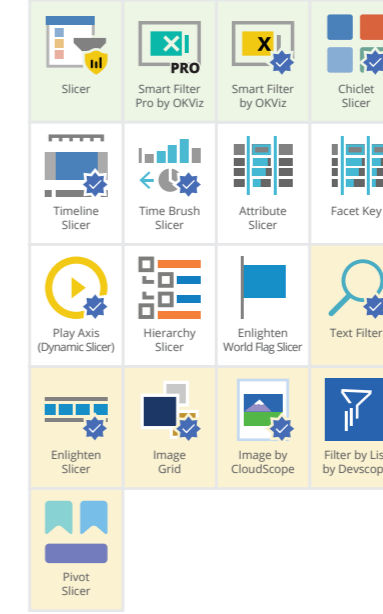 Slicer
PRO
Smart Filter
Pro by OKViz
X
Smart Filter
by OKViz
Chiclet
Slicer
Timeline
Slicer
Time Brush
Slicer
Attribute
Slicer
Facet Key
Play Axis
(Dynamic Slicer)
Hierarchy
Slicer
Enlighten
World Flag Slicer
Text Filter
Enlighten
Slicer
Image
Grid
Image by
CloudScope
Filter by Lis
by Devscop
Pivot
Slicer